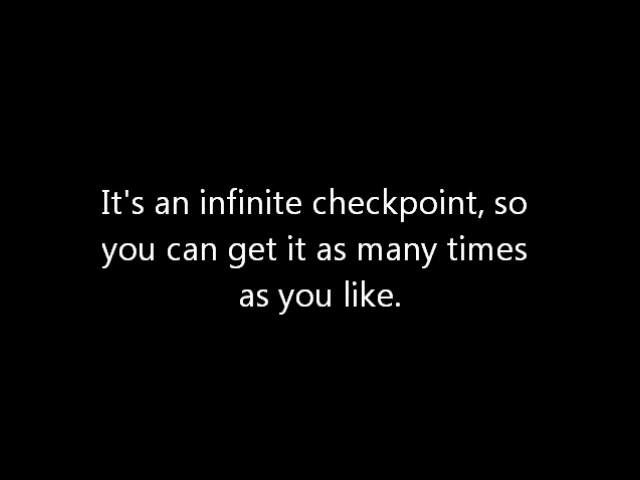 It's an infinite checkpoint, so
you can get it as many times
as you like.